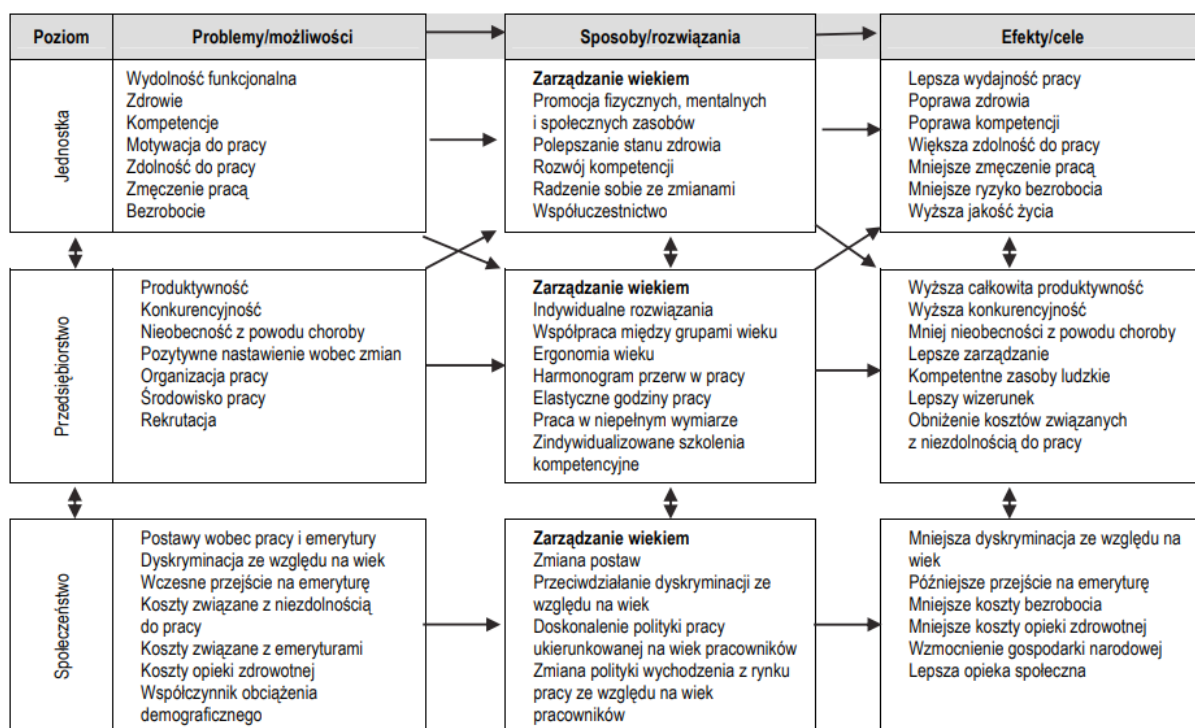 Poziom
Problemy/możliwości
Sposoby/rozwiązania
Efekty/cele
Jednostka
Wydolność funkcjonalna
Zdrowie
Kompetencje
Motywacja do pracy
Zdolność do pracy
Zmęczenie pracą
Bezrobocie
Zarządzanie wiekiem
Promocja fizycznych, mentalnych
i społecznych zasobów
Polepszanie stanu zdrowia
Rozwój kompetencji
Radzenie sobie ze zmianami
Współuczestnictwo
Lepsza wydajność pracy
Poprawa zdrowia
Poprawa kompetencji
Większa zdolność do pracy
Mniejsze zmęczenie pracą
Mniejsze ryzyko bezrobocia
Wyższa jakość życia
Przedsiębiorstwo
Produktywność
Konkurencyjność
Nieobecność z powodu choroby
Pozytywne nastawienie wobec zmian
Organizacja pracy
Środowisko pracy
Rekrutacja
Zarządzanie wiekiem
Indywidualne rozwiązania
Współpraca między grupami wieku
Ergonomia wieku
Harmonogram przerw w pracy
Elastyczne godziny pracy
Praca w niepełnym wymiarze
Zindywidualizowane szkolenia
kompetencyjne
Wyższa całkowita produktywność
Wyższa konkurencyjność
Mniej nieobecności z powodu choroby
Lepsze zarządzanie
Kompetentne zasoby ludzkie
Lepszy wizerunek
Obniżenie kosztów związanych
z niezdolnością do pracy
Społeczeństwo
Postawy wobec pracy i emerytury
Dyskryminacja ze względu na wiek
Wczesne przejście na emeryturę
Koszty związane z niezdolnością
do pracy
Koszty związane z emeryturami
Koszty opieki zdrowotnej
Współczynnik obciążenia
demograficznego
Zarządzanie wiekiem
Zmiana postaw
Przeciwdziałanie dyskryminacji ze
względu na wiek
Doskonalenie polityki pracy
ukierunkowanej na wiek pracowników
Zmiana polityki wychodzenia z rynku
pracy ze względu na wiek
pracowników
Mniejsza dyskryminacja ze względu na
wiek
Późniejsze przejście na emeryturę
Mniejsze koszty bezrobocia
Mniejsze koszty opieki zdrowotnej
Wzmocnienie gospodarki narodowej
Lepsza opieka społeczna